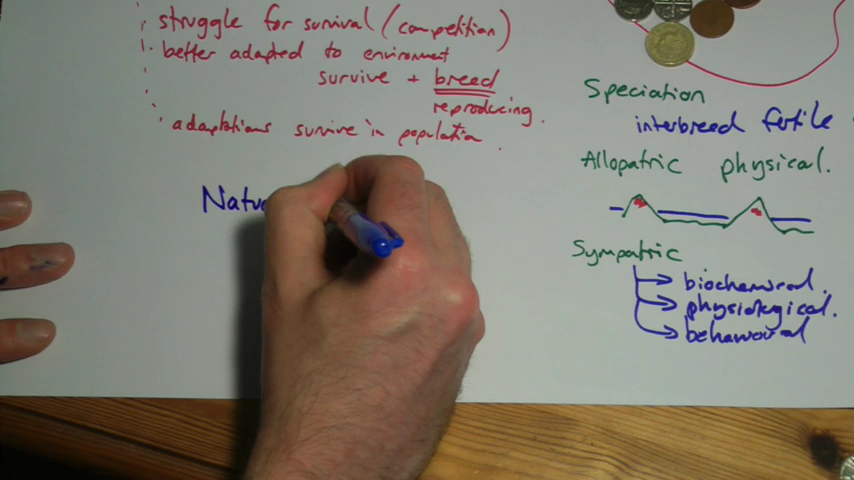 struggle for survival (competition)
better adapted to environment
survive + breed
reproducing.
adaptations survive in population.
Natu
Speciation
interbreed fertile
Allopatric physical.
Sympatric
biochemical.
physiological.
behavioural